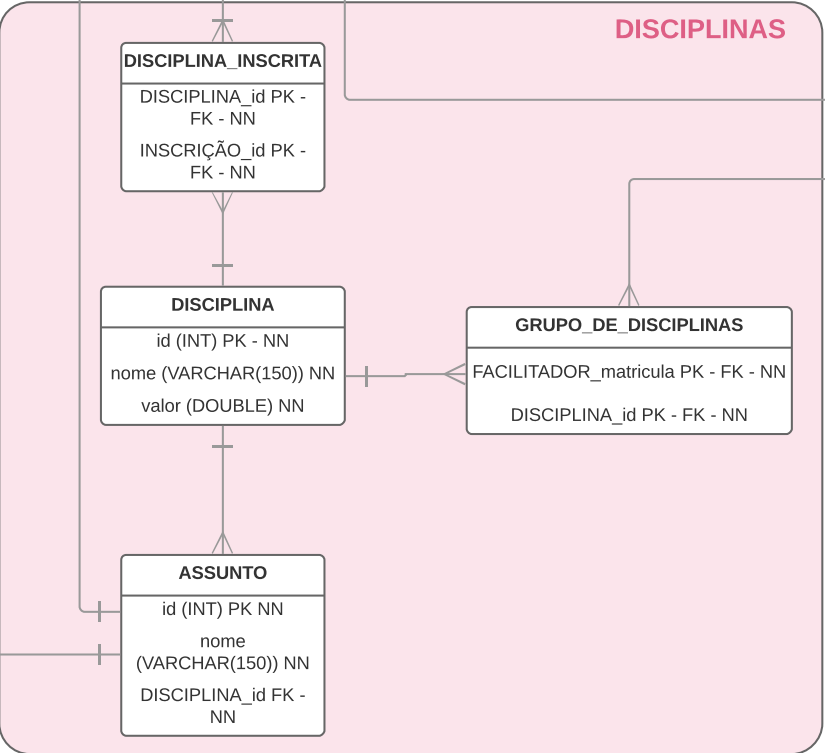 DISCIPLINAS
DISCIPLINA_INSCRITA
DISCIPLINA_id PK -
FK - NN
INSCRIÇÃO_id PK -
FK - NN
DISCIPLINA
id (INT) PK - NN
nome (VARCHAR(150)) NN
valor (DOUBLE) NN
GRUPO_DE_DISCIPLINAS
FACILITADOR_matricula PK - FK - NN
DISCIPLINA_id PK - FK - NN
ASSUNTO
id (INT) PK NN
nome
(VARCHAR(150)) NN
DISCIPLINA_id FK -
NN